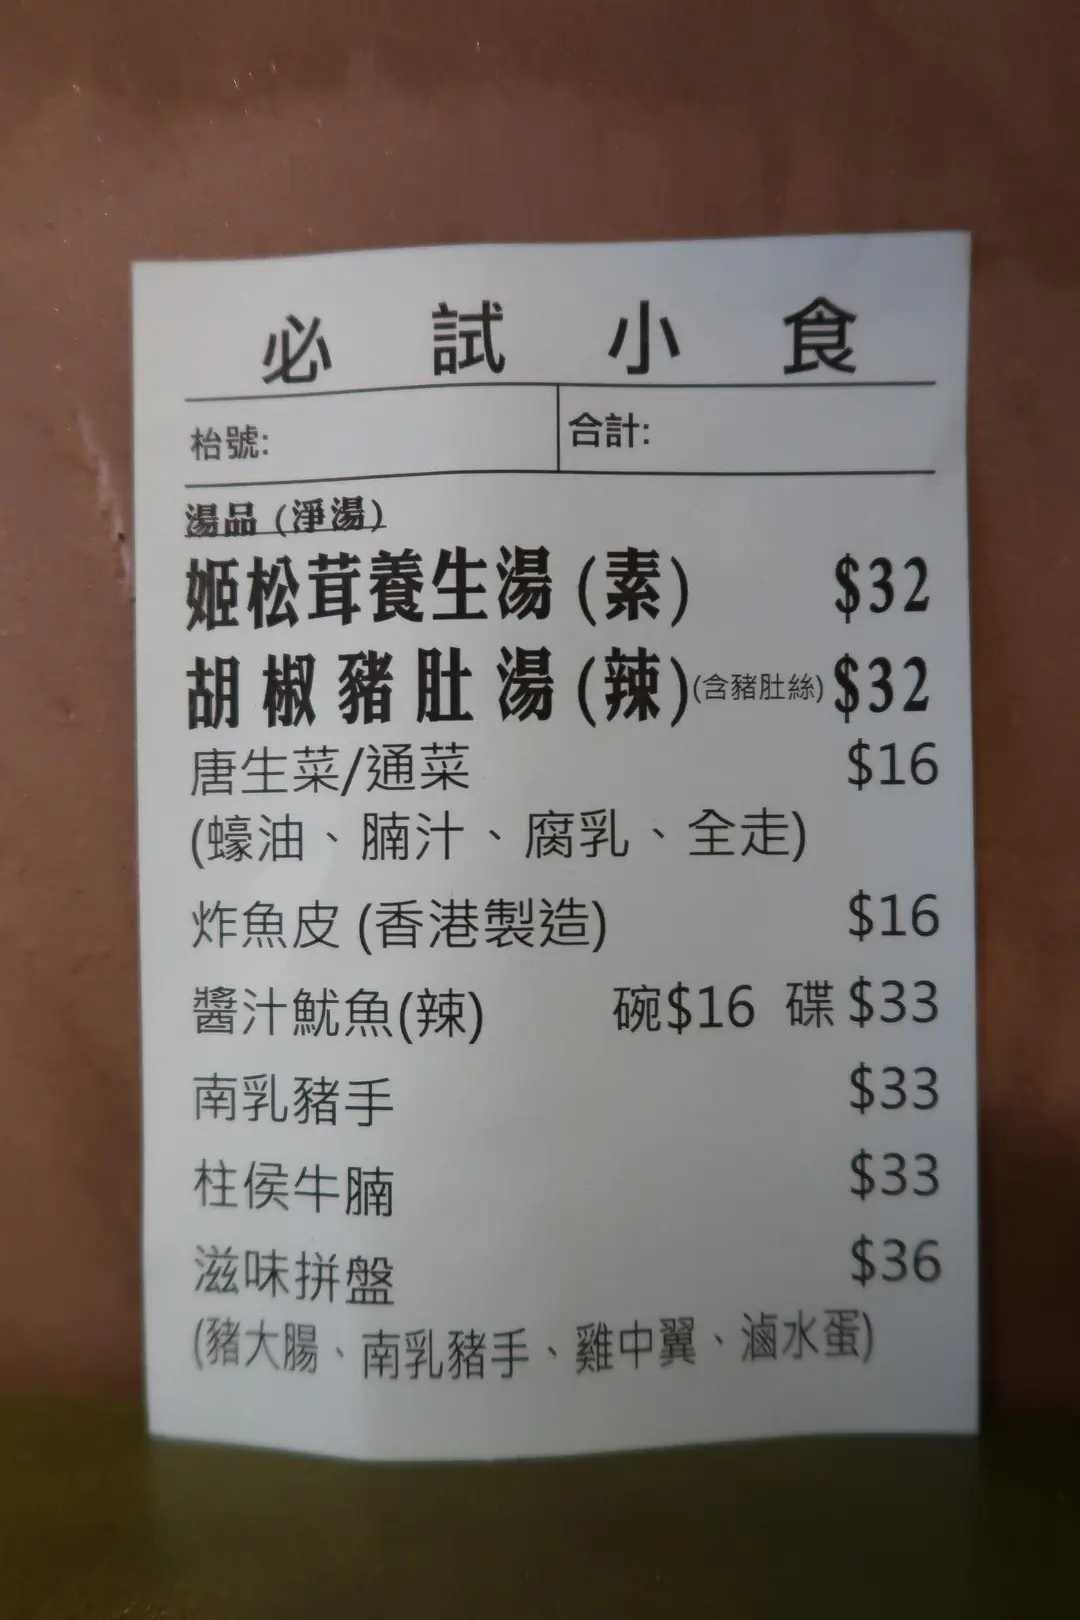 必試小食
枱號:
合計:
湯品 (淨湯)
姬松茸養生湯 (素) $32
胡椒豬肚湯 (辣) (含豬肚絲) $32
唐生菜/通菜 $16
(蠔油、腩汁、腐乳、全走)
炸魚皮 (香港製造) $16
醬汁魷魚(辣) 碗$16 碟$33
南乳豬手 $33
柱侯牛腩 $33
滋味拼盤 $36
(豬大腸、南乳豬手、雞中翼、滷水蛋)